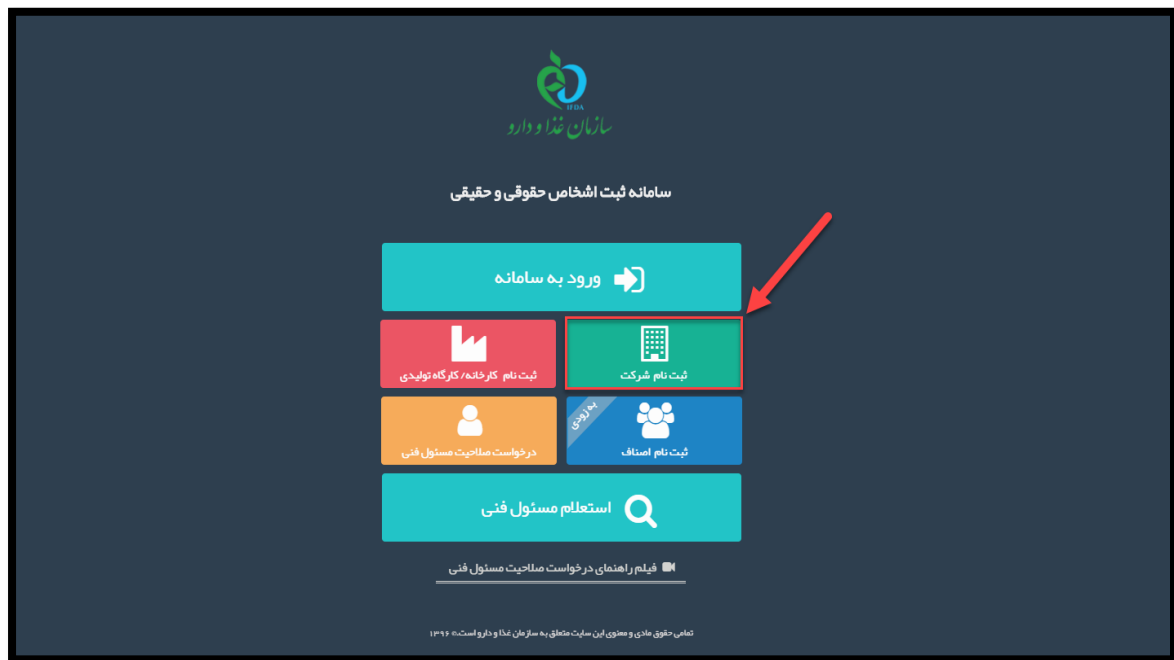 IFDA
سازمان غذا و دارو
سامانه ثبت اشخاص حقوقی و حقیقی
ورود به سامانه
ثبت نام شرکت
ثبت نام کارخانه/ کارگاه تولیدی
به زودی
ثبت نام اصناف
درخواست صلاحیت مسئول فنی
استعلام مسئول فنی
فیلم راهنمای درخواست صلاحیت مسئول فنی
تمامی حقوق مادی و معنوی این سایت متعلق به سازمان غذا و دارو است.© ۱۳۹۶